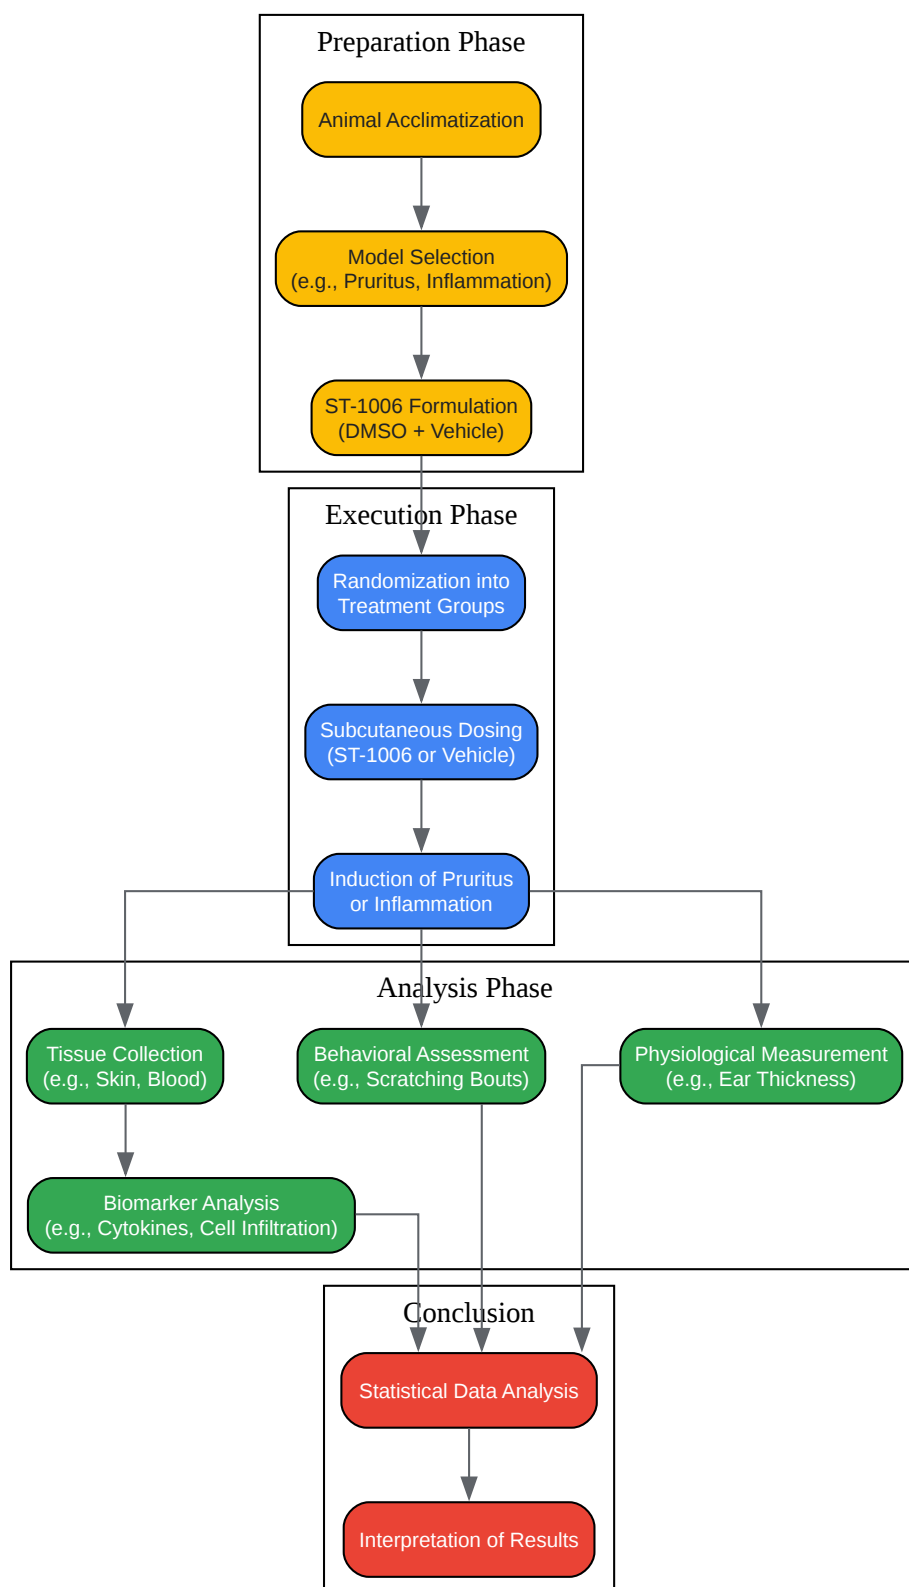 Preparation Phase
Animal Acclimatization
Model Selection
(e.g., Pruritus, Inflammation)
ST-1006 Formulation
(DMSO + Vehicle)
Execution Phase
Randomization into
Treatment Groups
Subcutaneous Dosing
(ST-1006 or Vehicle)
Induction of Pruritus
or Inflammation
Analysis Phase
Tissue Collection
(e.g., Skin, Blood)
Behavioral Assessment
(e.g., Scratching Bouts)
Physiological Measurement
(e.g., Ear Thickness)
Biomarker Analysis
(e.g., Cytokines, Cell Infiltration)
Conclusion
Statistical Data Analysis
Interpretation of Results